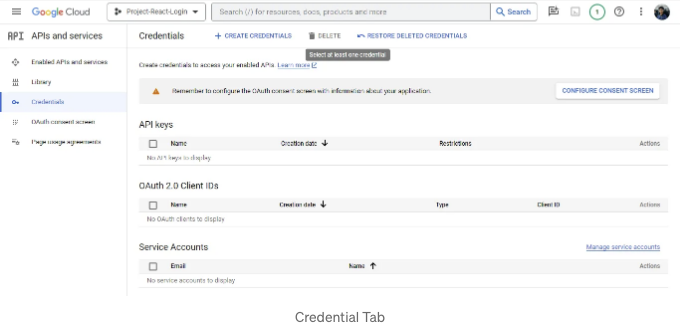 Google Cloud
Project-React-Login
Search (/) for resources, docs, products and more
Search
1
API APIs and services
Credentials
+ CREATE CREDENTIALS
DELETE
RESTORE DELETED CREDENTIALS
Select at least one credential
Enabled APIs and services
Library
Credentials
OAuth consent screen
Page usage agreements
Create credentials to access your enabled APIs. Learn more
Remember to configure the OAuth consent screen with information about your application.
CONFIGURE CONSENT SCREEN
API keys
Name Creation date Restrictions Actions
No API keys to display
OAuth 2.0 Client IDs
Name Creation date Type Client ID Actions
No OAuth clients to display
Service Accounts
Manage service accounts
Email Name Actions
No service accounts to display
Credential Tab